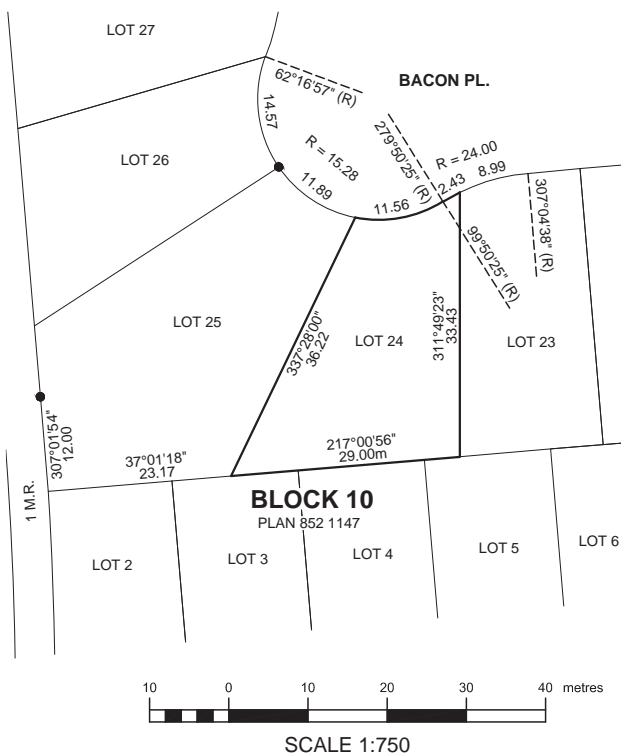 LOT 27
62°16'57" (R)
BACON PL.
14.57
R = 15.28
279°50'25" (R)
R = 24.00
LOT 26
11.89
11.56
2.43
8.99
307°04'38" (R)
99°50'25" (R)
LOT 25
337°28'00"
36.22
LOT 24
311°49'23"
33.43
LOT 23
307°01'54"
12.00
37°01'18"
23.17
217°00'56"
29.00m
1 M.R.
BLOCK 10
PLAN 852 1147
LOT 2
LOT 3
LOT 4
LOT 5
LOT 6
10 0 10 20 30 40 metres
SCALE 1:750